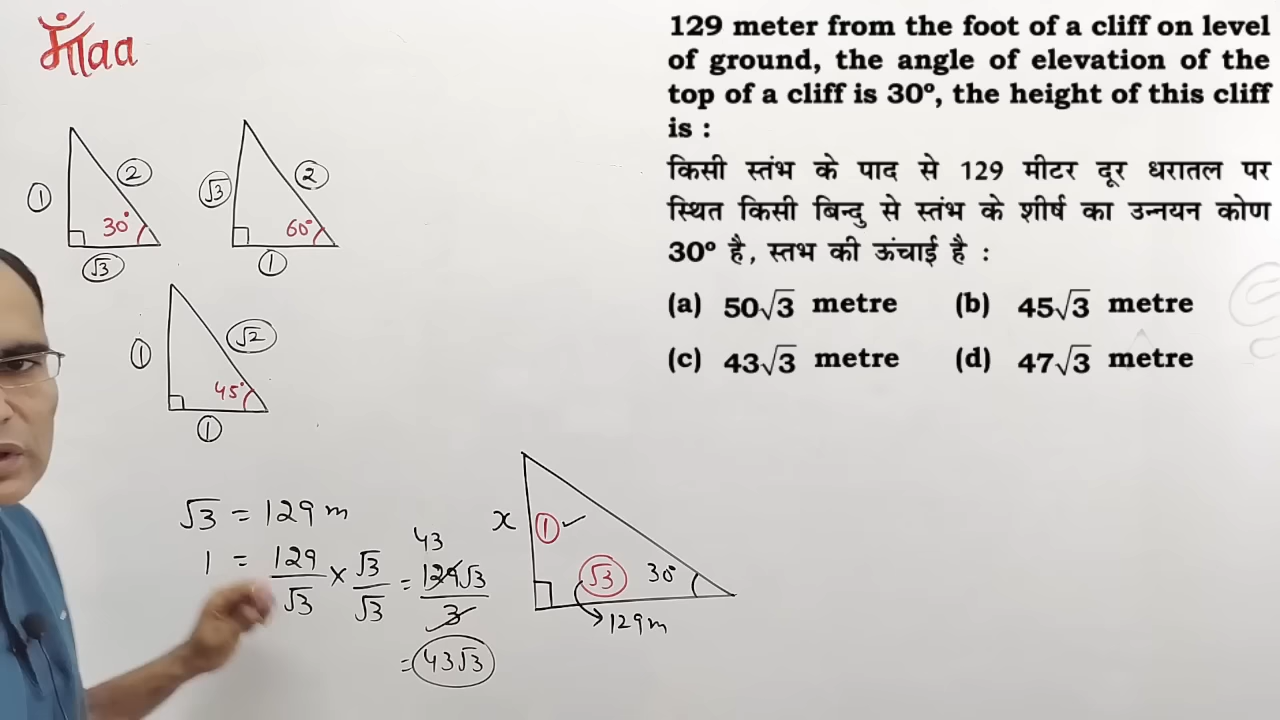 माँaa
129 meter from the foot of a cliff on level
of ground, the angle of elevation of the
top of a cliff is 30º, the height of this cliff
is :
किसी स्तंभ के पाद से 129 मीटर दूर धरातल पर
स्थित किसी बिन्दु से स्तंभ के शीर्ष का उन्नयन कोण
30º है, स्तभ की ऊंचाई है :
(a) 50√3 metre (b) 45√3 metre
(c) 43√3 metre (d) 47√3 metre
1 2 30° √3
√3 2 60° 1
1 √2 45° 1
√3 = 129 m
1 = 129/√3 × √3/√3 = 129√3/3 43
= 43√3
x 1 √3 30°
129m